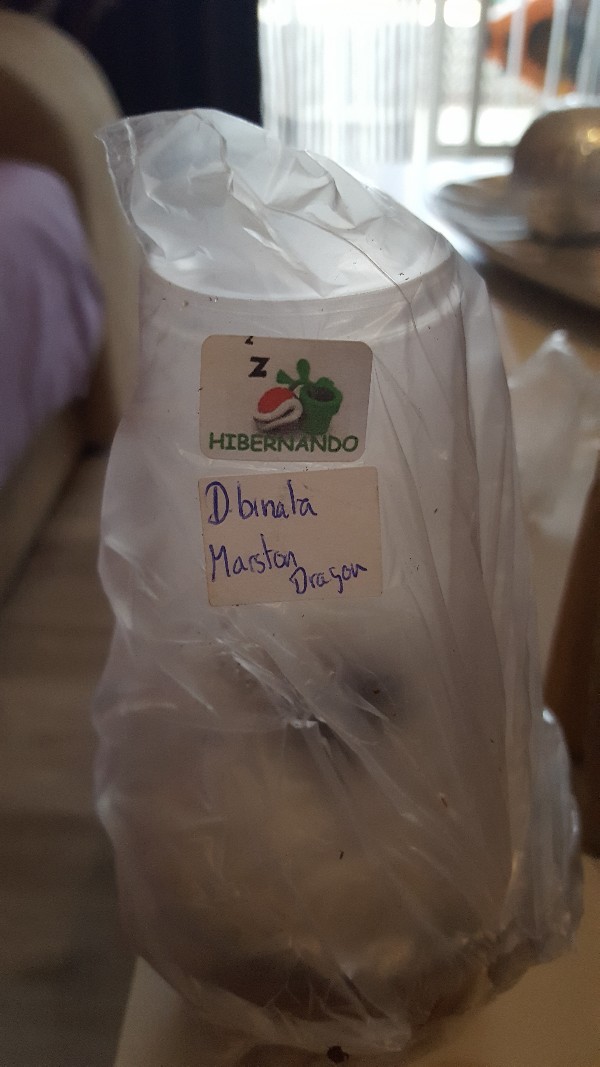 z
Z
HIBERNANDO
D. binata
Marston
Dragon